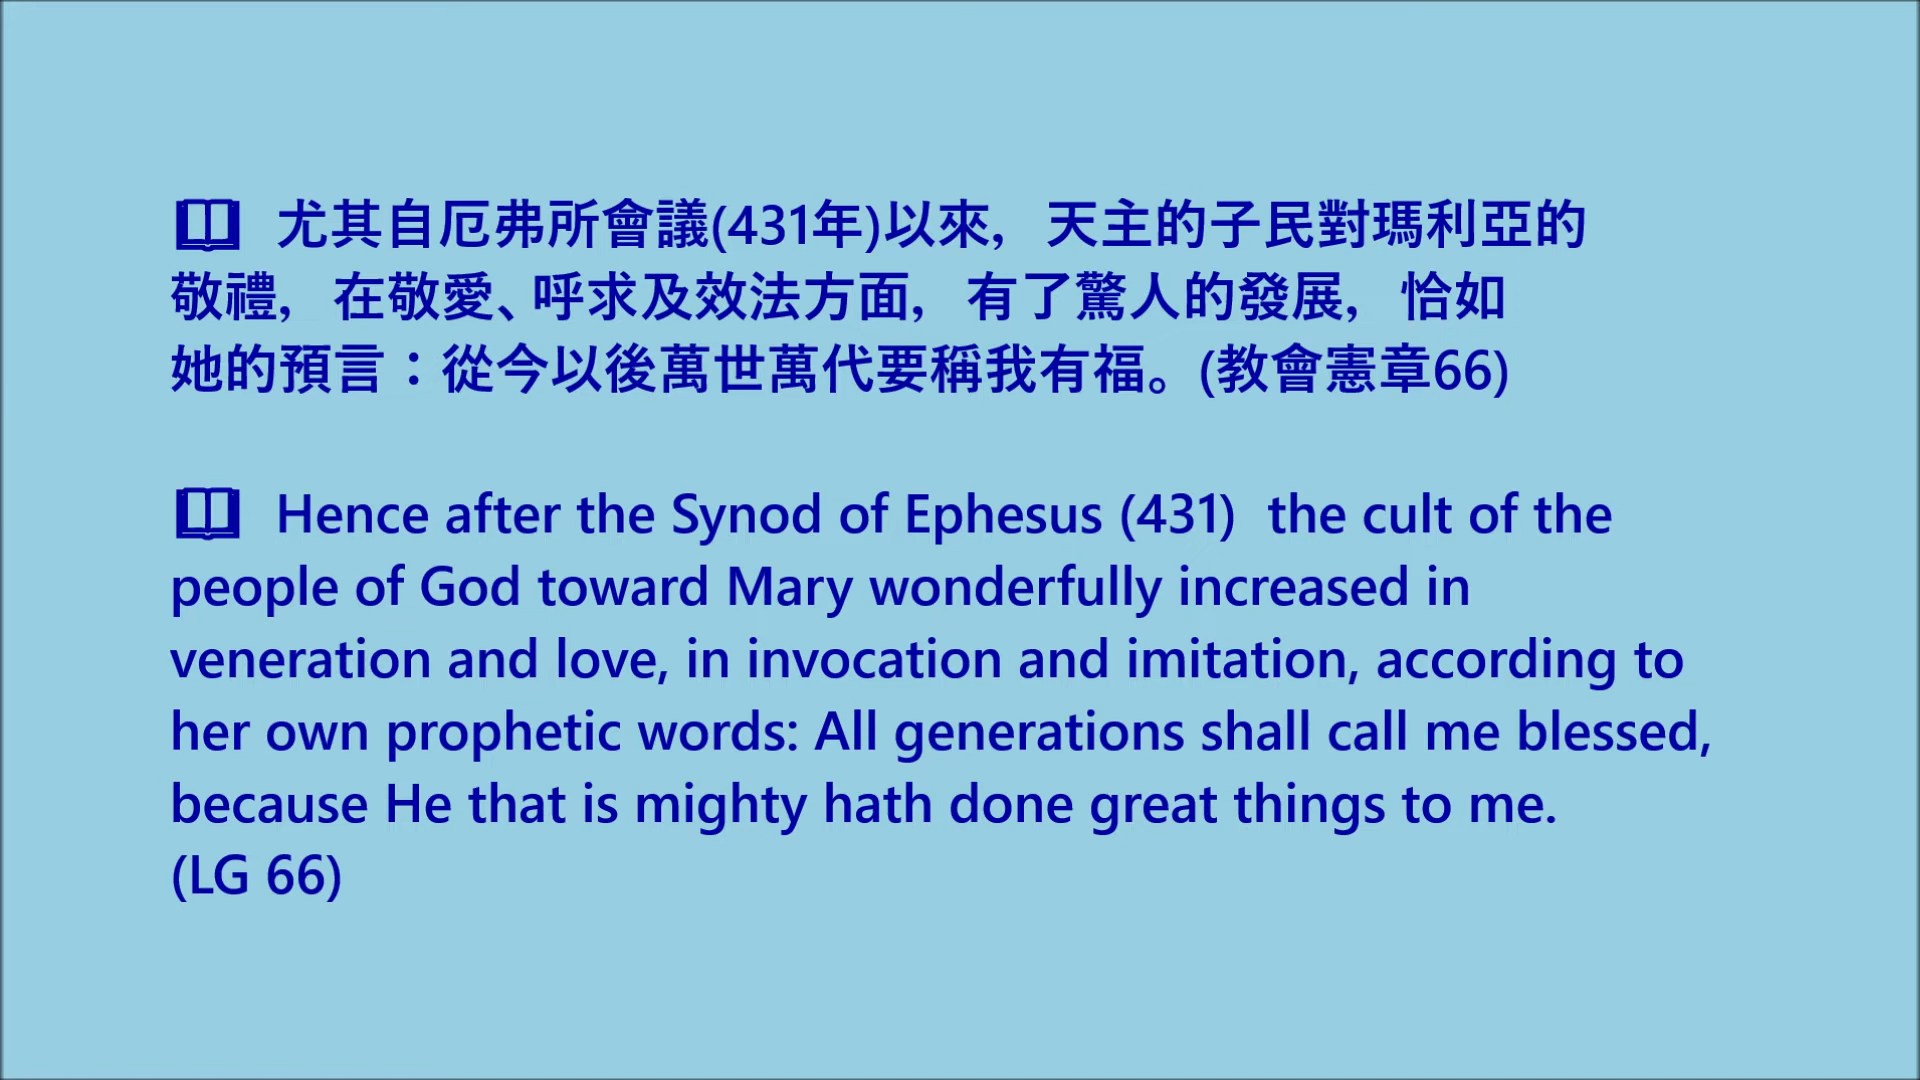 🕮 尤其自厄弗所會議(431年)以來，天主的子民對瑪利亞的
敬禮，在敬愛、呼求及效法方面，有了驚人的發展，恰如
她的預言：從今以後萬世萬代要稱我有福。(教會憲章66)
🕮 Hence after the Synod of Ephesus (431)  the cult of the
people of God toward Mary wonderfully increased in
veneration and love, in invocation and imitation, according to
her own prophetic words: All generations shall call me blessed,
because He that is mighty hath done great things to me.
(LG 66)